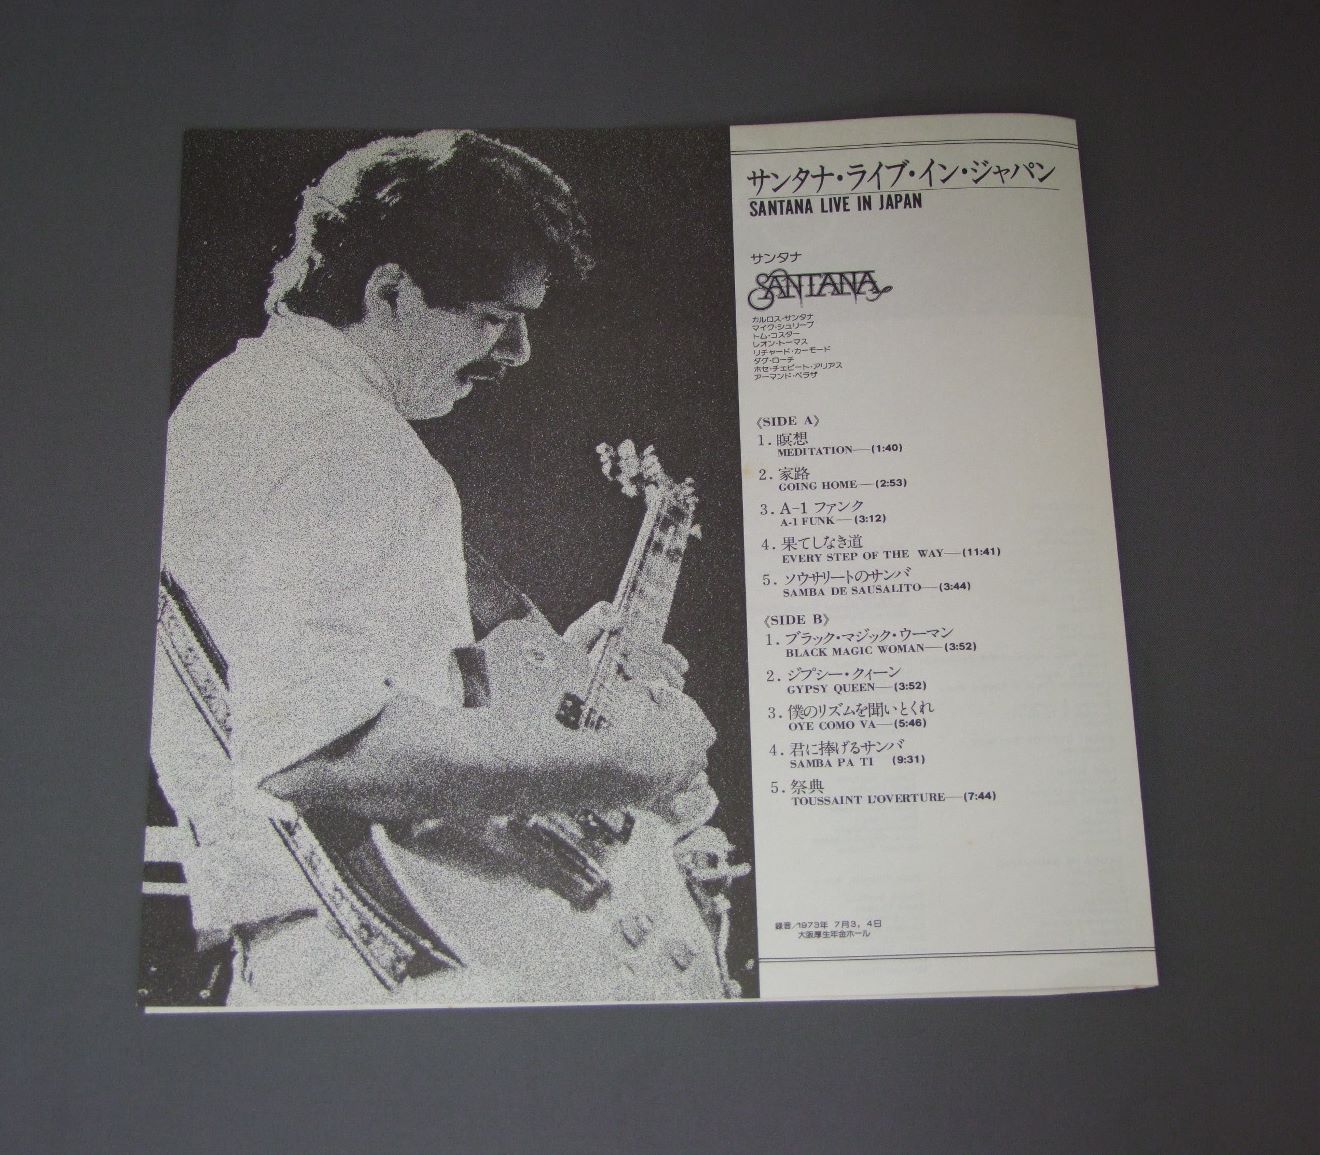 サンタナ・ライブ・イン・ジャパン
SANTANA LIVE IN JAPAN
サンタナ
SANTANA
カルロス・サンタナ
マイク・シュリーブ
トム・コスター
レオン・トーマス
リチャード・カーモード
ダグ・ローチ
ホセ・チェピート・アリアス
アーマンド・ペラザ
《SIDE A》
1. 瞑想
MEDITATION—(1:40)
2. 家路
GOING HOME—(2:53)
3. A-1 ファンク
A-1 FUNK—(3:12)
4. 果てしなき道
EVERY STEP OF THE WAY—(11:41)
5. ソウサリートのサンバ
SAMBA DE SAUSALITO—(3:44)
《SIDE B》
1. ブラック・マジック・ウーマン
BLACK MAGIC WOMAN—(3:52)
2. ジプシー・クィーン
GYPSY QUEEN—(3:52)
3. 僕のリズムを聞いとくれ
OYE COMO VA—(5:46)
4. 君に捧げるサンバ
SAMBA PA TI (9:31)
5. 祭典
TOUSSAINT L'OVERTURE—(7:44)
録音/1973年 7月3, 4日
大阪厚生年金ホール